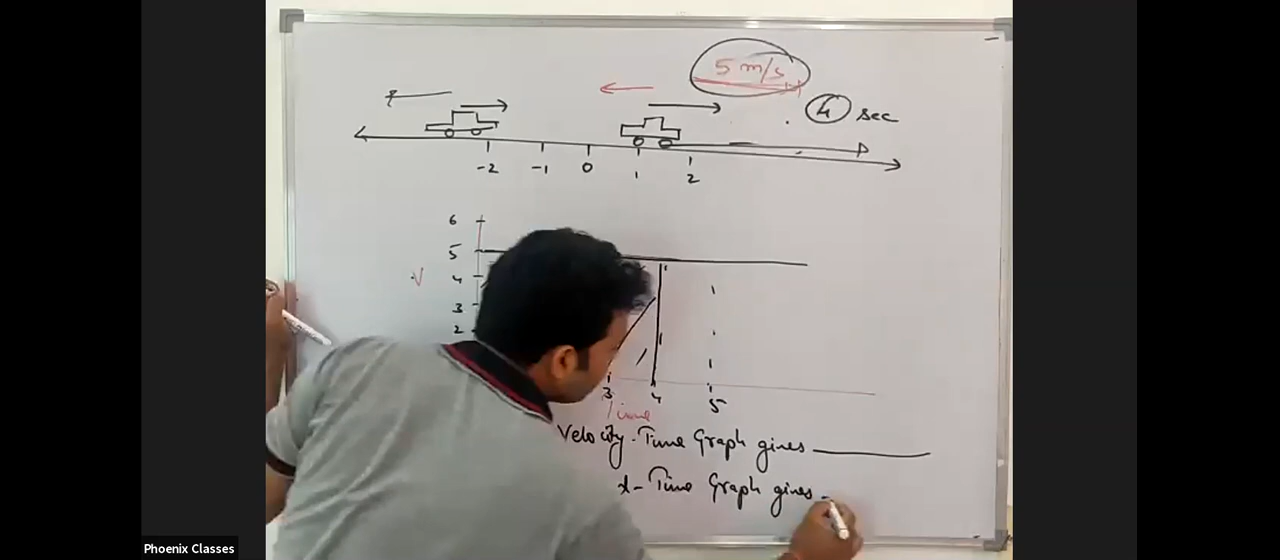 5 m/s
4 sec
-2 -1 0 1 2
6
5
4
V
3
2
3 4 5
Time
Velocity-Time Graph gives
x-Time Graph gives
Phoenix Classes